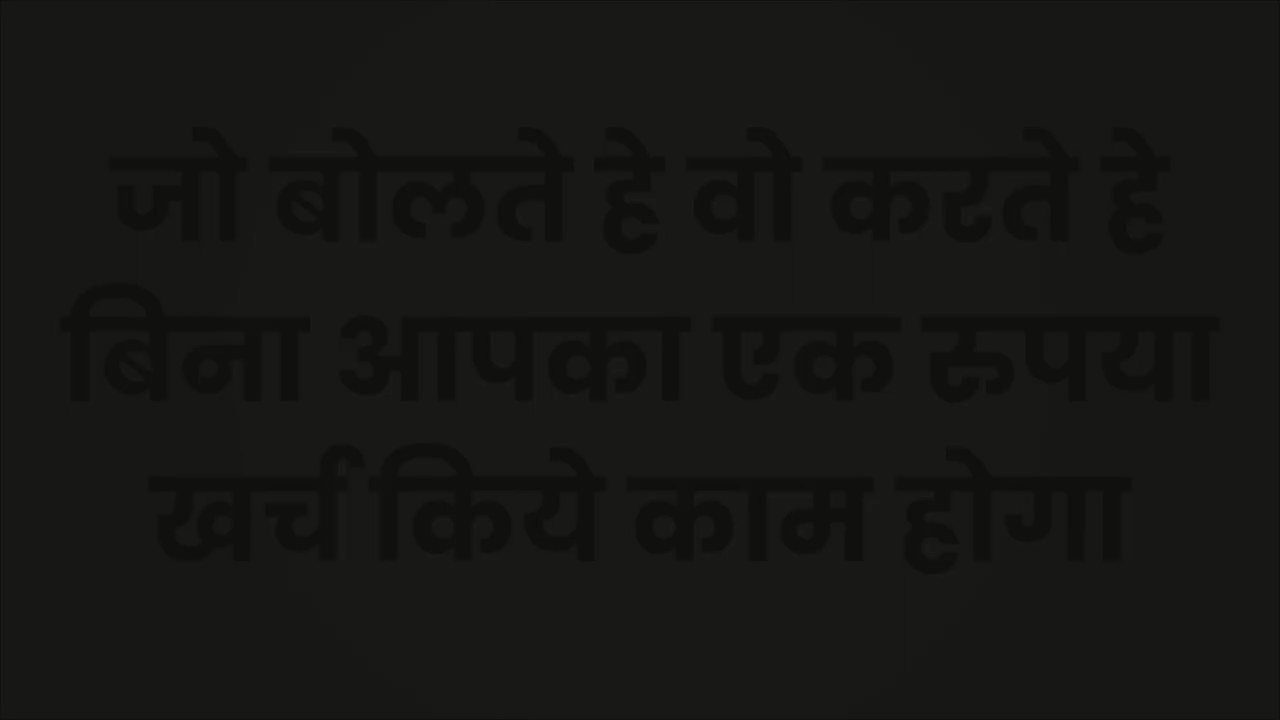 जो बोलते हे वो करते हे
बिना आपका एक रुपया
खर्च किये काम होगा